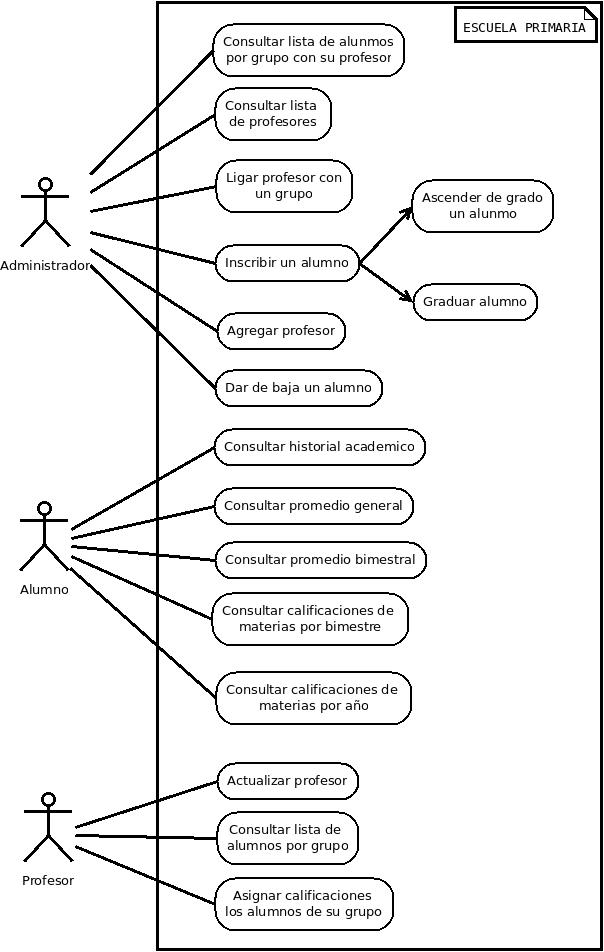 ESCUELA PRIMARIA
Consultar lista de alunmos
por grupo con su profesor
Consultar lista
de profesores
Ligar profesor con
un grupo
Ascender de grado
un alunmo
Administrador
Inscribir un alumno
Graduar alumno
Agregar profesor
Dar de baja un alumno
Consultar historial academico
Consultar promedio general
Consultar promedio bimestral
Alumno
Consultar calificaciones de
materias por bimestre
Consultar calificaciones de
materias por año
Actualizar profesor
Consultar lista de
alumnos por grupo
Profesor
Asignar calificaciones
los alumnos de su grupo